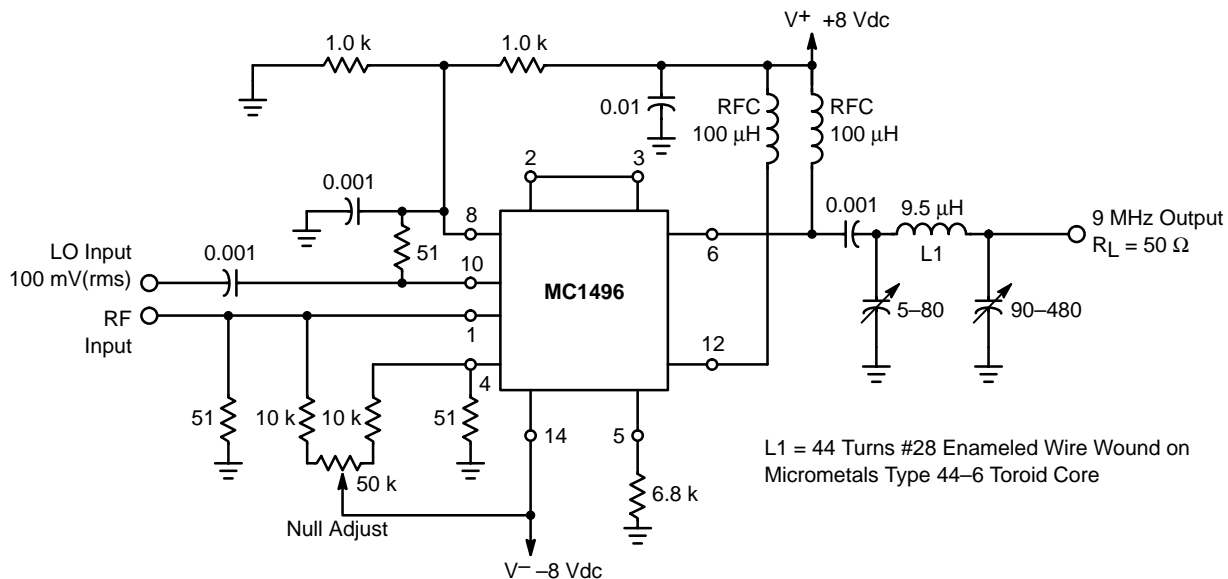 V+ +8 Vdc
1.0 k
1.0 k
0.01
RFC
100 μH
RFC
100 μH
2
3
0.001
8
51
LO Input
100 mV(rms)
0.001
10
MC1496
6
0.001
9.5 μH
L1
9 MHz Output
RL = 50 Ω
RF
Input
1
5–80
90–480
12
4
51
10 k
10 k
51
14
5
50 k
6.8 k
Null Adjust
V– –8 Vdc
L1 = 44 Turns #28 Enameled Wire Wound on
Micrometals Type 44–6 Toroid Core